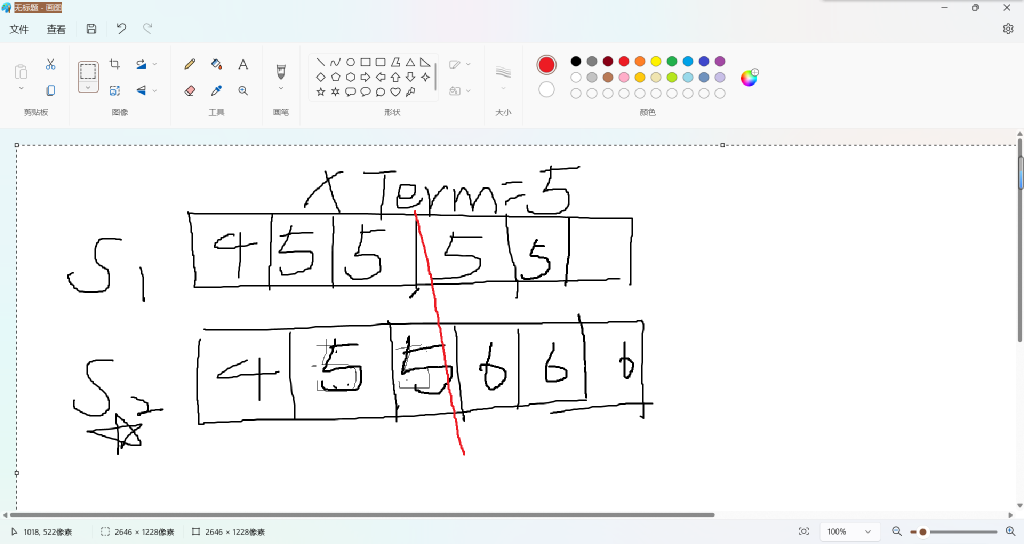 无标题 - 画图
文件 查看
剪贴板 图像 工具 画笔 形状 大小 颜色
X Term=5
S1 4 5 5 5 5
S2 4 5 5 6 6 6
1018, 522像素 2646 × 1228像素 2646 × 1228像素 100%